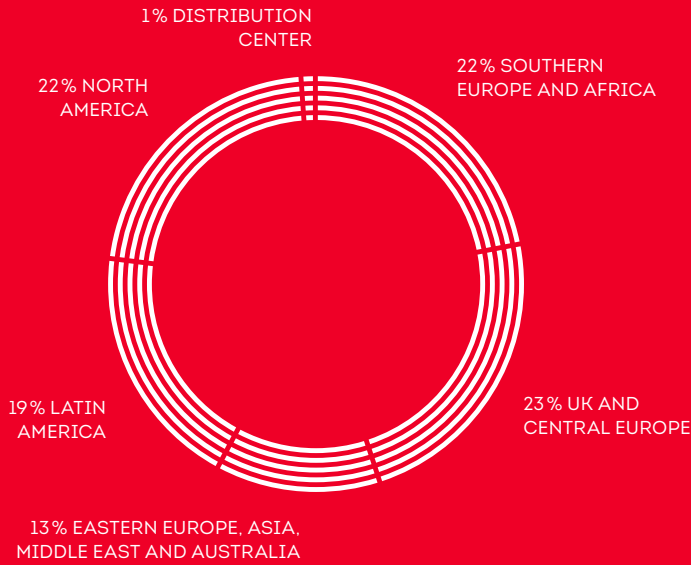 1% DISTRIBUTION
CENTER
22% SOUTHERN
EUROPE AND AFRICA
22% NORTH
AMERICA
23% UK AND
CENTRAL EUROPE
19% LATIN
AMERICA
13% EASTERN EUROPE, ASIA,
MIDDLE EAST AND AUSTRALIA